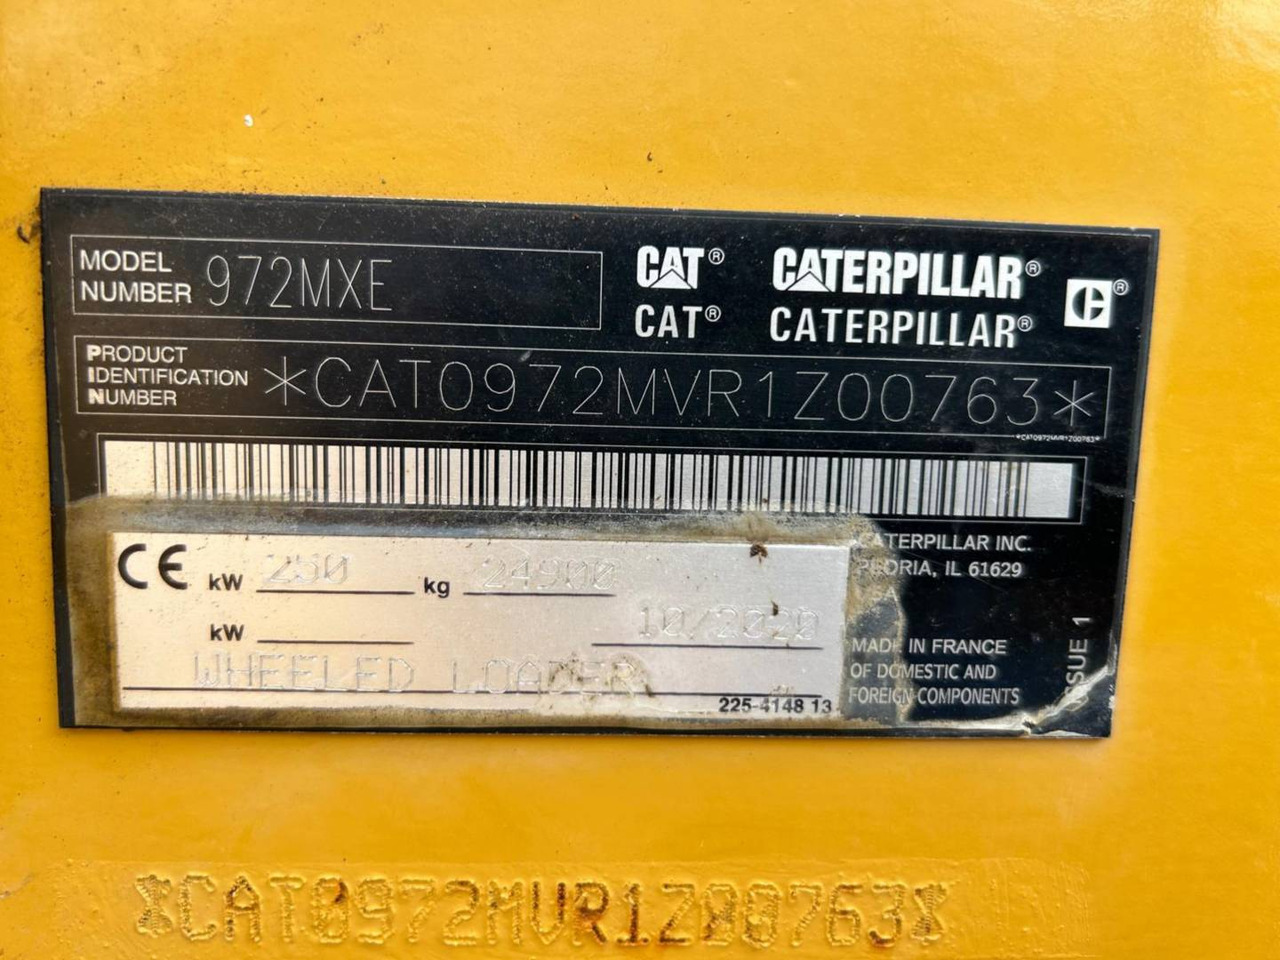 MODEL NUMBER 972MXE
CAT® CATERPILLAR®
CAT® CATERPILLAR®
PRODUCT IDENTIFICATION NUMBER *CAT0972MVR1Z00763*
*CAT0972MVR1Z00763*
CATERPILLAR INC.
PEORIA, IL 61629
CE kW 250 kg 24900
kW 10/2020
WHEELED LOADER
225-4148 13
MADE IN FRANCE
OF DOMESTIC AND
FOREIGN COMPONENTS
ISSUE 1
*CAT0972MVR1Z00763*